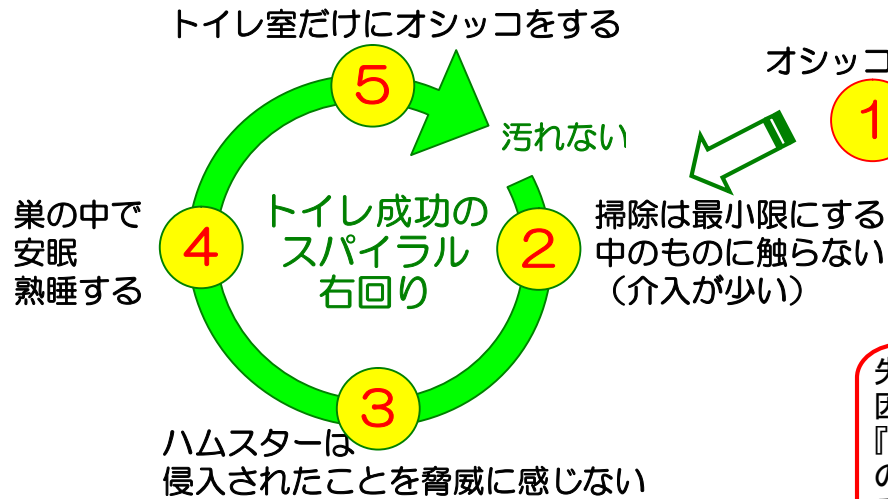 トイレ室だけにオシッコをする
5
オシッコ
1
汚れない
巣の中で
安眠
熟睡する
4
トイレ成功の
スパイラル
右回り
2
掃除は最小限にする
中のものに触らない
（介入が少い）
3
ハムスターは
侵入されたことを脅威に感じない